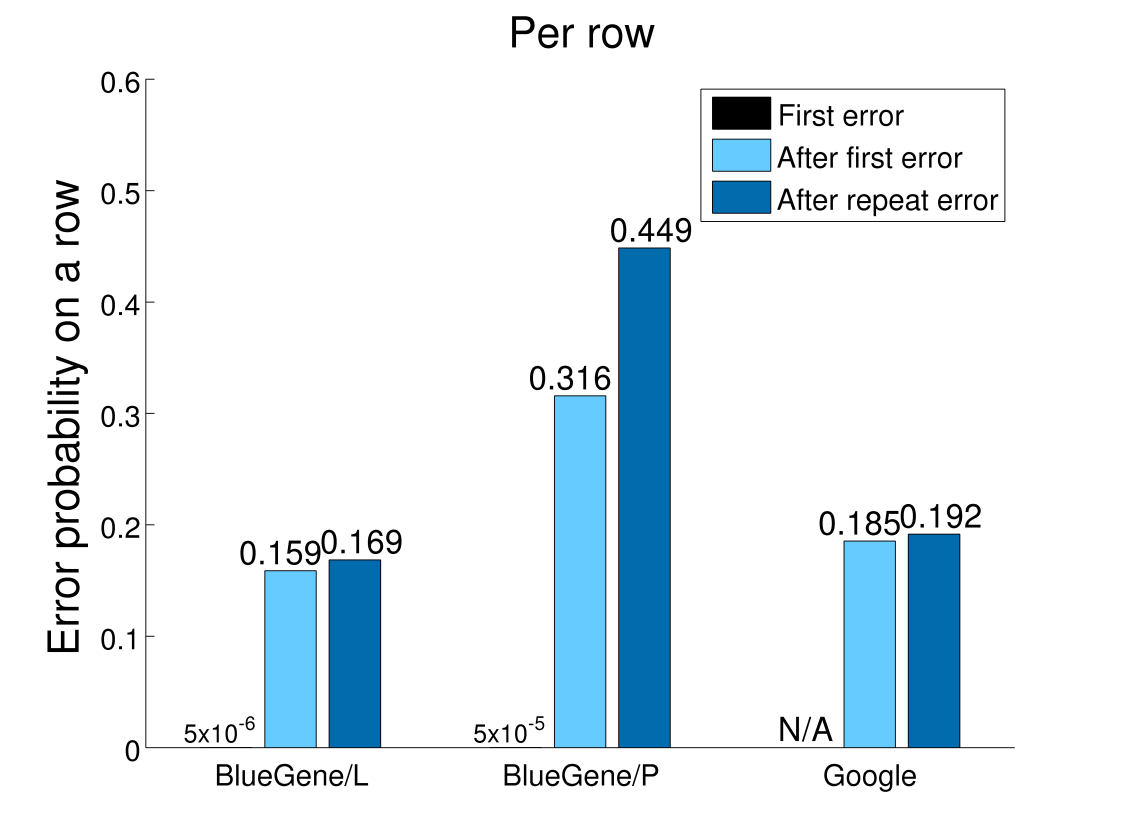 Per row
Error probability on a row
0.6
0.5
0.4
0.3
0.2
0.1
0
First error
After first error
After repeat error
5x10⁻⁶
0.159
0.169
5x10⁻⁵
0.316
0.449
N/A
0.185
0.192
BlueGene/L
BlueGene/P
Google